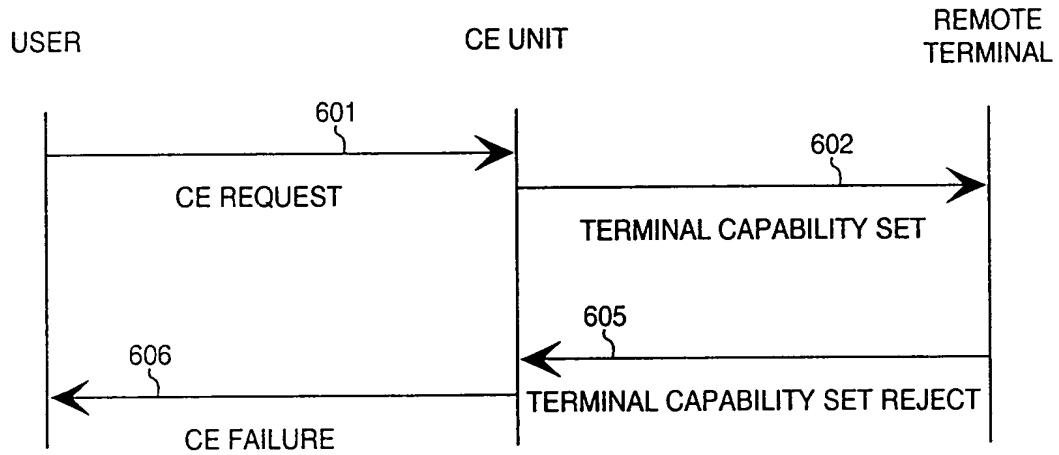 USER
CE UNIT
REMOTE
TERMINAL
601
CE REQUEST
602
TERMINAL CAPABILITY SET
605
TERMINAL CAPABILITY SET REJECT
606
CE FAILURE